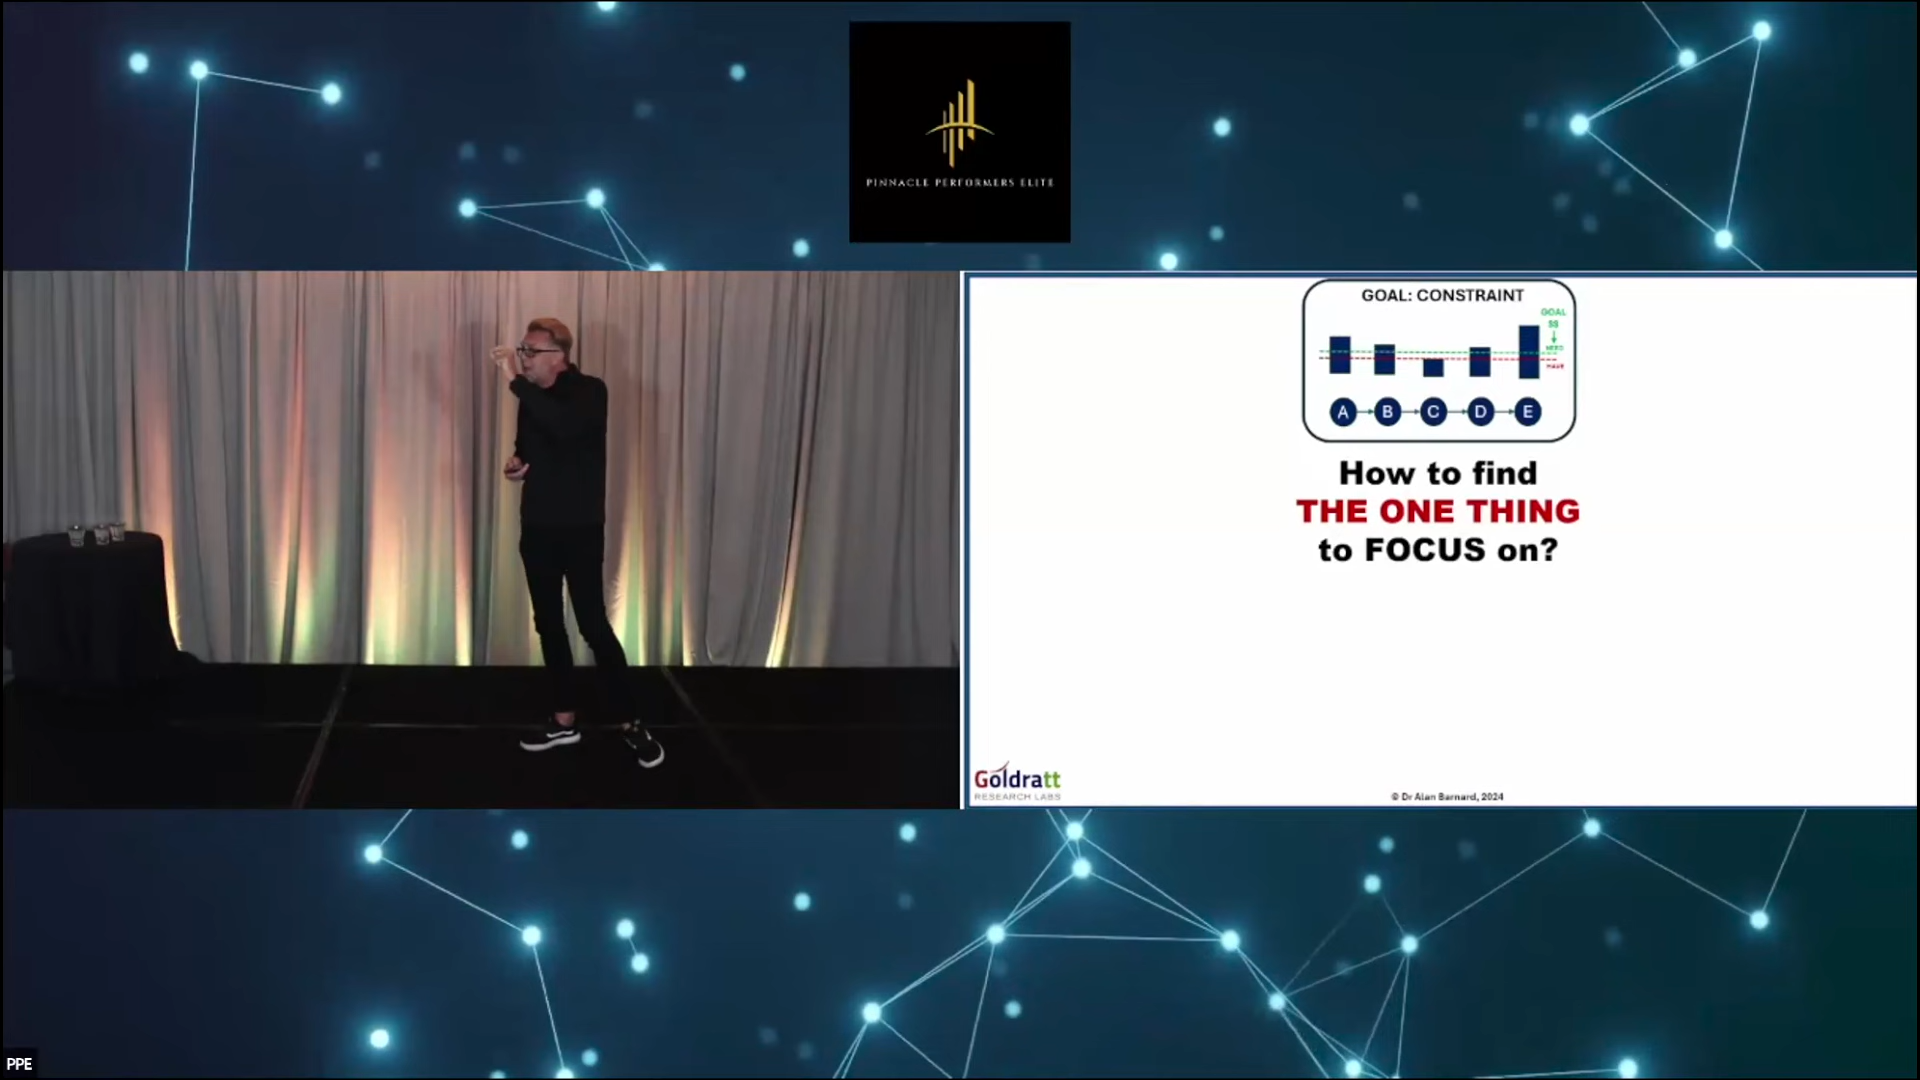 PINNACLE PERFORMERS ELITE
GOAL: CONSTRAINT
GOAL
$$
NEED
HAVE
A B C D E
How to find
THE ONE THING
to FOCUS on?
Goldratt
RESEARCH LABS
© Dr Alan Barnard, 2024
PPE